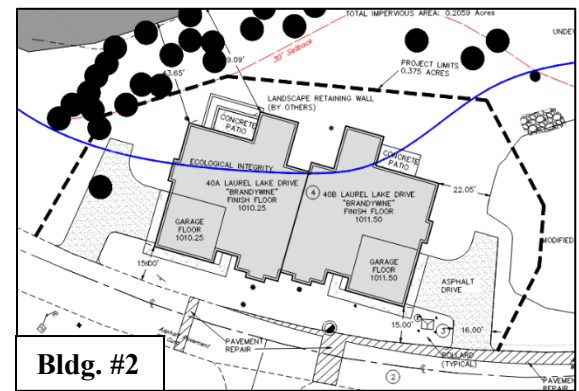 TOTAL IMPERVIOUS AREA: 0.2059 Acres
30' Setback
9.09'
43.65'
PROJECT LIMITS
0.375 ACRES
LANDSCAPE RETAINING WALL
(BY OTHERS)
CONCRETE
PATIO
CONCRETE
PATIO
ECOLOGICAL INTEGRITY
40A LAUREL LAKE DRIVE
"BRANDYWINE"
FINISH FLOOR
1010.25
4
40B LAUREL LAKE DRIVE
"BRANDYWINE"
FINISH FLOOR
1011.50
22.05'
GARAGE
FLOOR
1010.25
GARAGE
FLOOR
1011.50
MODIFIED
ASPHALT
DRIVE
15.00'
15.00'
16.00'
3
PAVEMENT
REPAIR
BOLLARD
(TYPICAL)
2
PAVEMENT
REPAIR
Bldg. #2